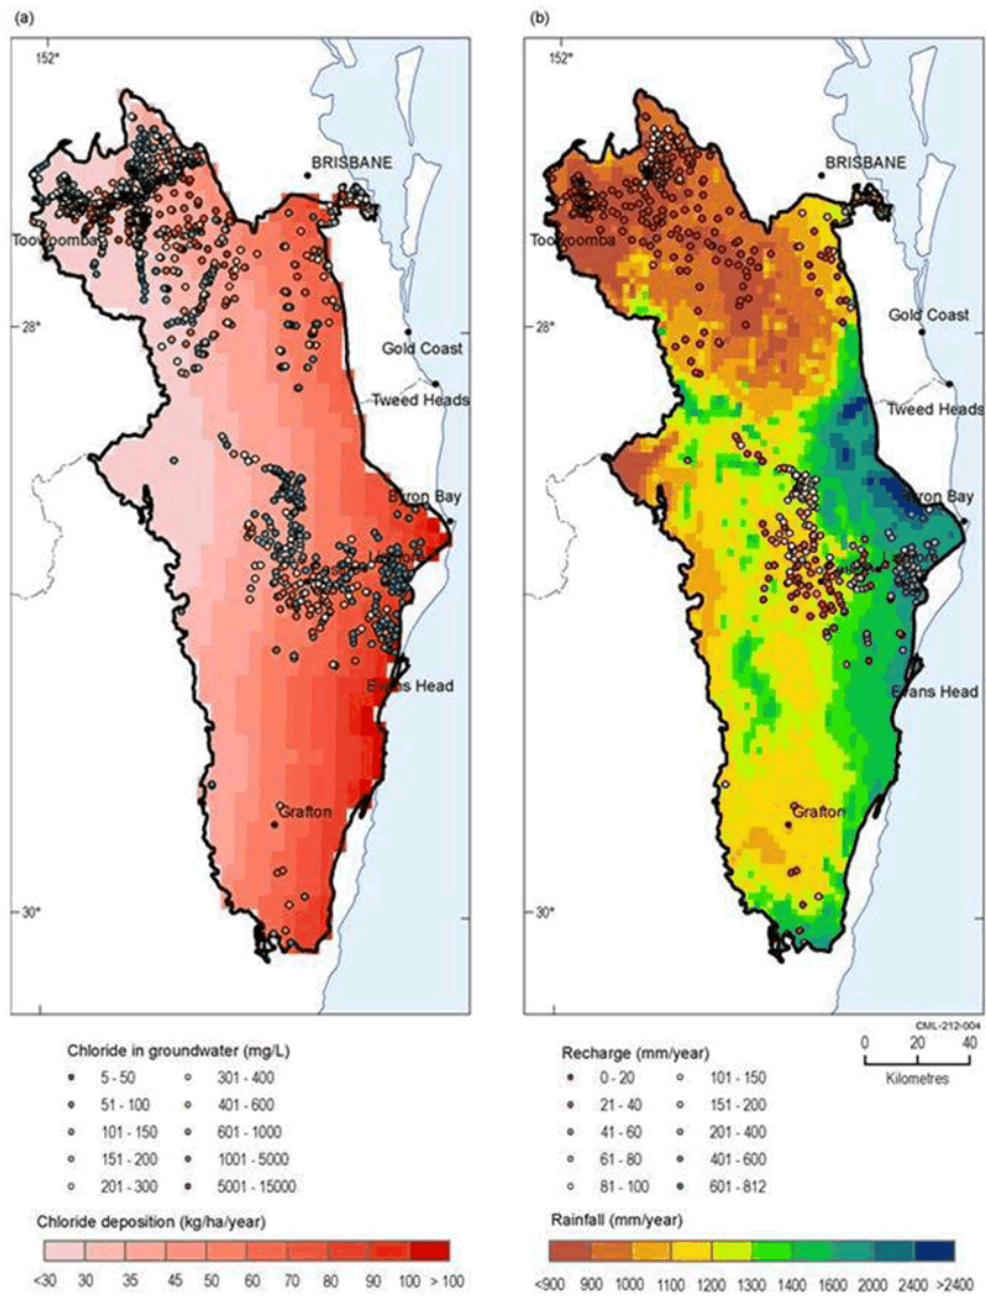 (a)
152°
BRISBANE
Toowoomba
28°
Gold Coast
Tweed Heads
Byron Bay
Evans Head
Grafton
30°
(b)
152°
BRISBANE
Toowoomba
28°
Gold Coast
Tweed Heads
Byron Bay
Evans Head
Grafton
30°
CML-212-004
0 20 40
Kilometres
Chloride in groundwater (mg/L)
5 - 50 301 - 400
51 - 100 401 - 600
101 - 150 601 - 1000
151 - 200 1001 - 5000
201 - 300 5001 - 15000
Chloride deposition (kg/ha/year)
<30 30 35 45 50 60 70 80 90 100 > 100
Recharge (mm/year)
0 - 20 101 - 150
21 - 40 151 - 200
41 - 60 201 - 400
61 - 80 401 - 600
81 - 100 601 - 812
Rainfall (mm/year)
<900 900 1000 1100 1200 1300 1400 1600 2000 2400 >2400